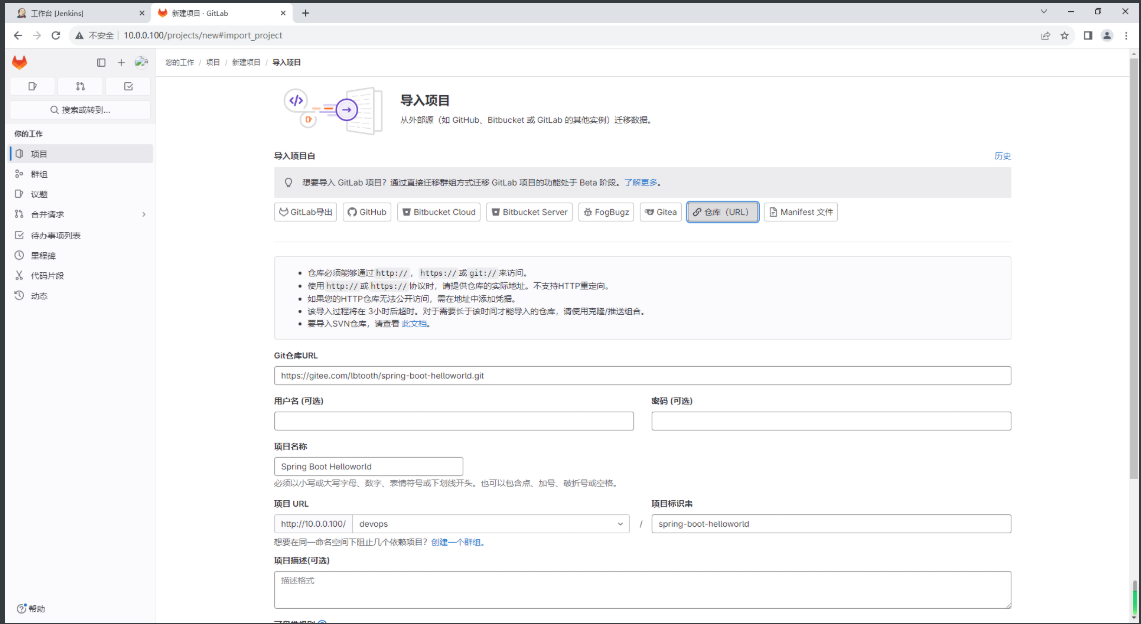 工作台 [Jenkins]
新建项目 · GitLab
不安全 | 10.0.0.100/projects/new#import_project
您的工作 / 项目 / 新建项目 / 导入项目
搜索或转到...
你的工作
项目
群组
议题
合并请求
待办事项列表
里程碑
代码片段
动态
帮助
导入项目
从外部源（如 GitHub、Bitbucket 或 GitLab 的其他实例）迁移数据。
导入项目自
历史
想要导入 GitLab 项目？通过直接迁移群组方式迁移 GitLab 项目的功能处于 Beta 阶段。了解更多。
GitLab导出 GitHub Bitbucket Cloud Bitbucket Server FogBugz Gitea 仓库（URL） Manifest 文件
仓库必须能够通过 http://，https:// 或 git:// 来访问。
使用 http:// 或 https:// 协议时，请提供仓库的实际地址。不支持HTTP重定向。
如果您的HTTP仓库无法公开访问，需在地址中添加凭据。
该导入过程将在 3小时后超时。对于需要长于该时间才能导入的仓库，请使用克隆/推送组合。
要导入SVN仓库，请查看 此文档。
Git仓库URL
https://gitee.com/lbtooth/spring-boot-helloworld.git
用户名 (可选)
密码 (可选)
项目名称
Spring Boot Helloworld
必须以小写或大写字母、数字、表情符号或下划线开头。也可以包含点、加号、破折号或空格。
项目 URL
项目标识串
http://10.0.0.100/ devops / spring-boot-helloworld
想要在同一命名空间下阻止几个依赖项目？创建一个群组。
项目描述(可选)
描述格式